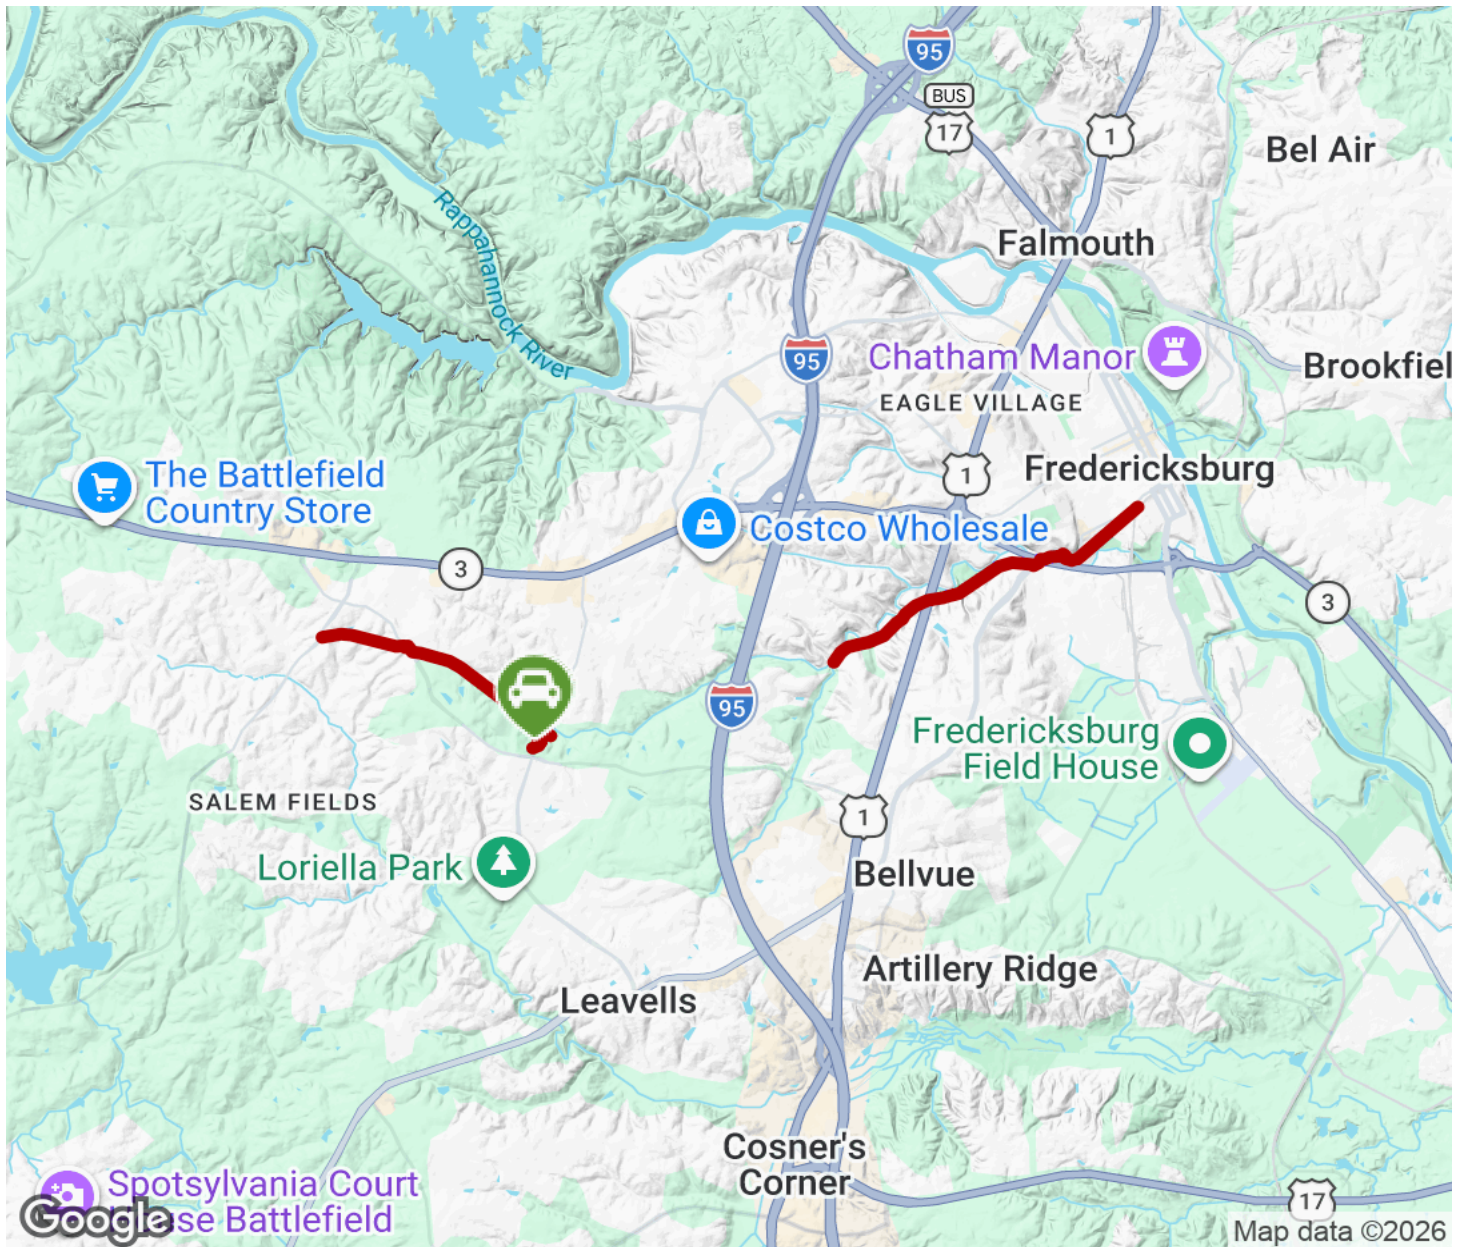 95
BUS
17
1
Bel Air
Rappahannock River
Falmouth
95
Chatham Manor
Brookfiel
EAGLE VILLAGE
1
Fredericksburg
The Battlefield
Country Store
Costco Wholesale
3
3
95
Fredericksburg
Field House
SALEM FIELDS
1
Loriella Park
Bellvue
Artillery Ridge
Leavells
Cosner's
Corner
Spotsylvania Court
House Battlefield
17
Google
Map data ©2026